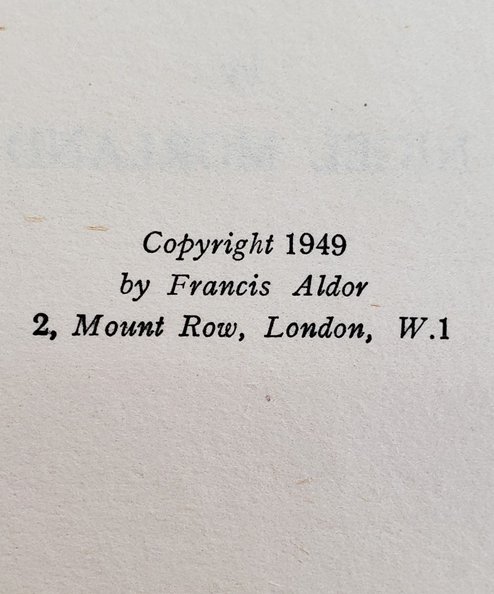 Copyright 1949
by Francis Aldor
2, Mount Row, London, W.1